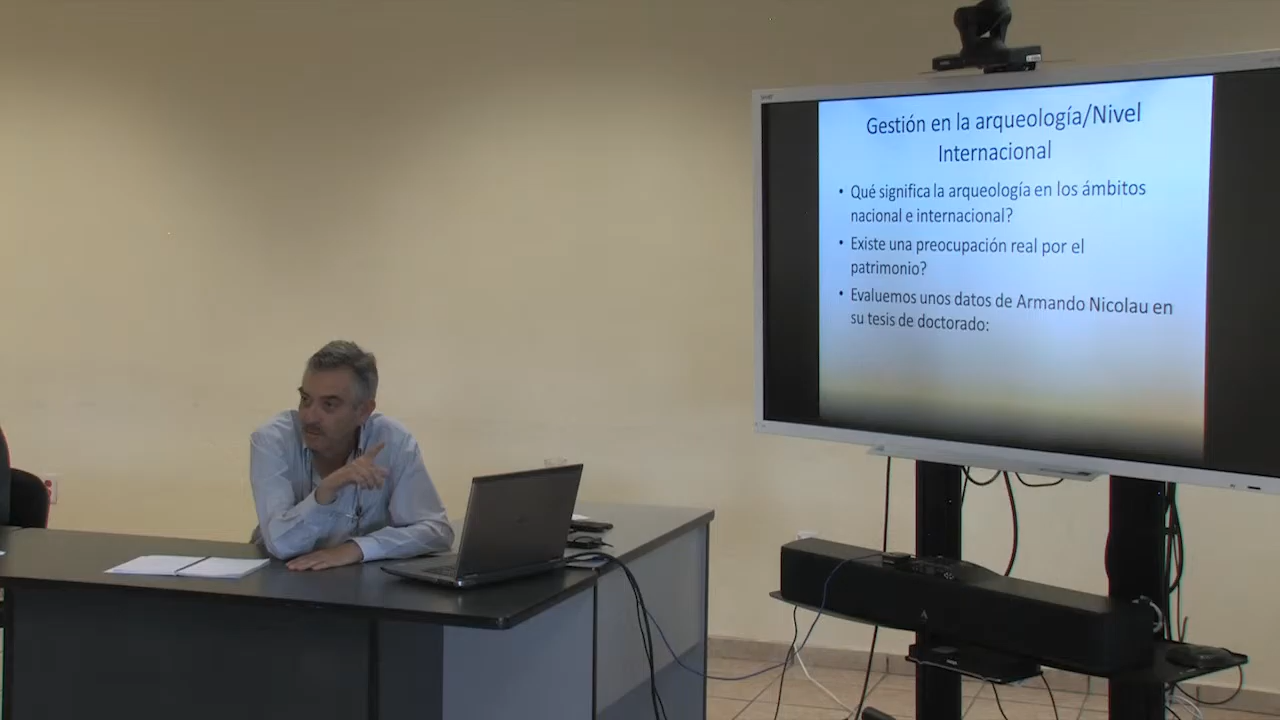 Gestión en la arqueología/Nivel
Internacional
• Qué significa la arqueología en los ámbitos
nacional e internacional?
• Existe una preocupación real por el
patrimonio?
• Evaluemos unos datos de Armando Nicolau en
su tesis de doctorado: